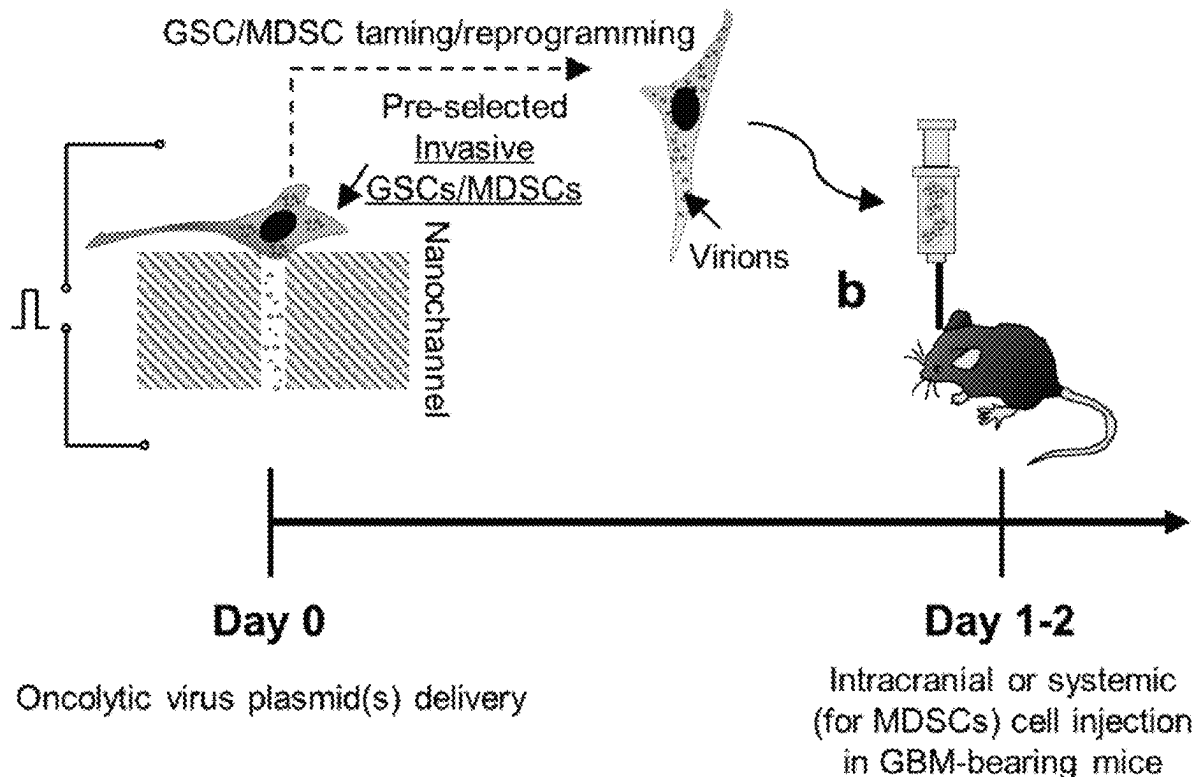 GSC/MDSC taming/reprogramming
Pre-selected
Invasive
GSCs/MDSCs
Nanochannel
Virions
b
Day 0
Oncolytic virus plasmid(s) delivery
Day 1-2
Intracranial or systemic
(for MDSCs) cell injection
in GBM-bearing mice